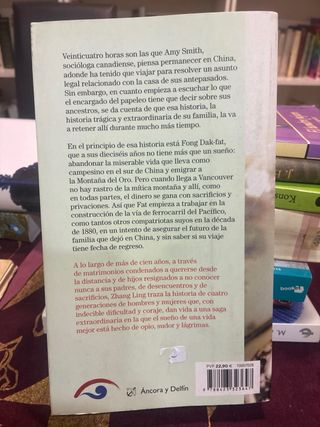 Veinticuatro horas son las que Amy Smith,
socióloga canadiense, piensa permanecer en China,
adonde ha tenido que viajar para resolver un asunto
legal relacionado con la casa de sus antepasados.
Sin embargo, en cuanto empieza a escuchar lo que
el encargado del papeleo tiene que decir sobre sus
ancestros, se da cuenta de que esa historia, la
historia trágica y extraordinaria de su familia, la va
a retener allí durante mucho más tiempo.
En el principio de esa historia está Fong Dak-fat,
que a sus dieciséis años no tiene más que un sueño:
abandonar la miserable vida que lleva como
campesino en el sur de China y emigrar a
la Montaña del Oro. Pero cuando llega a Vancouver
no hay rastro de la mítica montaña y allí, como
en todas partes, el dinero se gana con sacrificios y
privaciones. Así que Fat empieza a trabajar en la
construcción de la vía de ferrocarril del Pacífico,
como tantos otros compatriotas suyos en la década
de 1880, en un intento de asegurar el futuro de la
familia que dejó en China, y sin saber si su viaje
tiene fecha de regreso.
A lo largo de más de cien años, a través
de matrimonios condenados a quererse desde
la distancia y de hijos resignados a no conocer
nunca a sus padres, de desencuentros y de
sacrificios, Zhang Ling traza la historia de cuatro
generaciones de hombres y mujeres que, con
indecible dificultad y coraje, dan vida a una saga
extraordinaria en la que el sueño de una vida
mejor está hecho de opio, sudor y lágrimas.
PVP 22,90 €
Áncora y Delfín